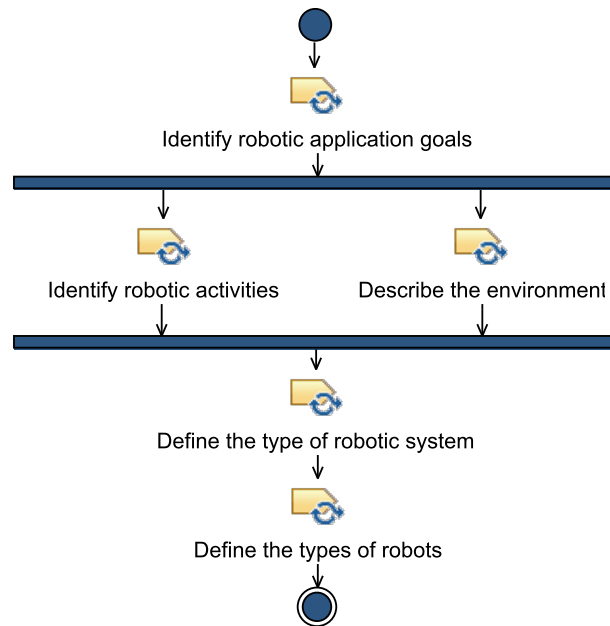 Identify robotic application goals
Identify robotic activities
Describe the environment
Define the type of robotic system
Define the types of robots